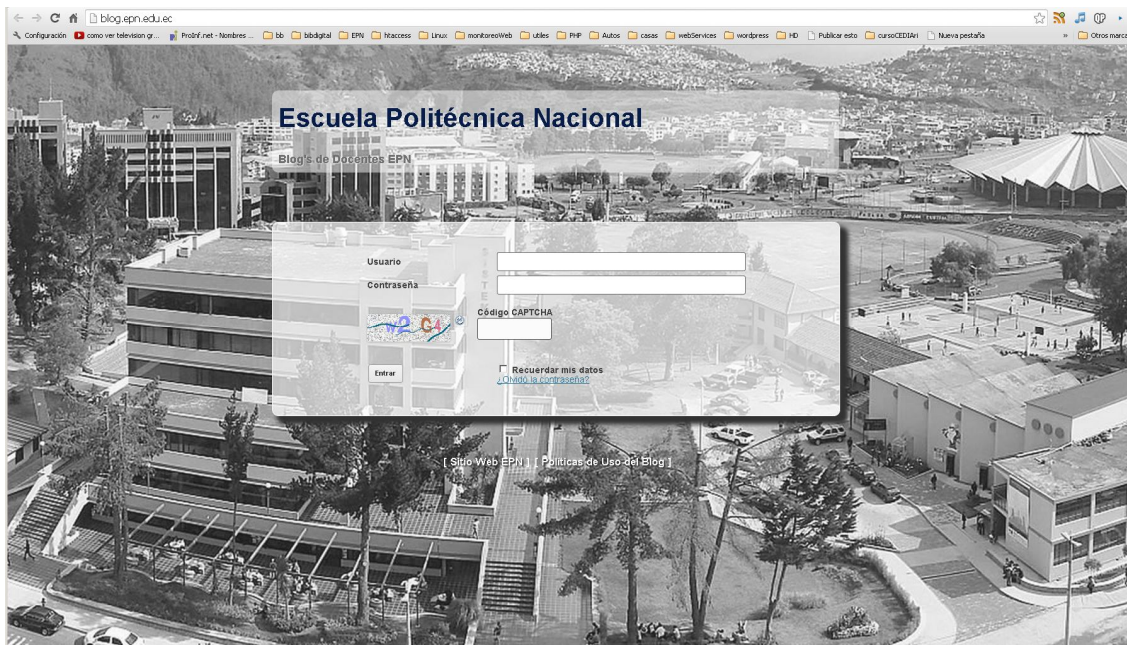 blog.epn.edu.ec
Configuración como ver television gr... ProInf.net - Nombres ... bb bibdigital EPN htaccess Linux monitoreoWeb utiles PHP Autos casas webServices wordpress HD Publicar esto cursoCEDIAri Nueva pestaña » Otros marca
Escuela Politécnica Nacional
Blog's de Docentes EPN
Usuario
Contraseña
Código CAPTCHA
Entrar
Recuerdar mis datos
¿Olvidó la contraseña?
[ Sitio Web EPN ] [ Políticas de Uso del Blog ]